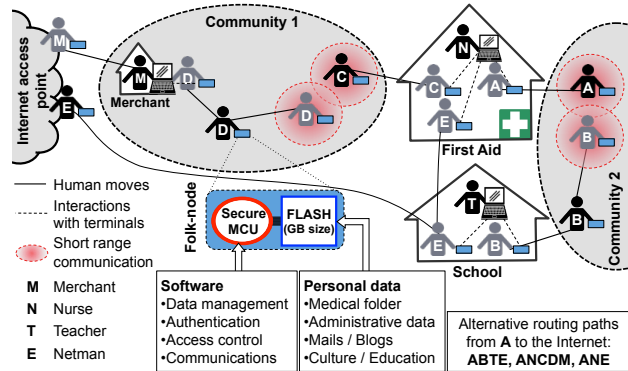 Community 1
M
Internet access
point
E
M
D
Merchant
D
D
C
N
C
A
E
First Aid
A
B
B
Community 2
Human moves
Interactions
with terminals
Short range
communication
M Merchant
N Nurse
T Teacher
E Netman
Folk-node
Secure
MCU
FLASH
(GB size)
T
E
B
School
Software
•Data management
•Authentication
•Access control
•Communications
Personal data
•Medical folder
•Administrative data
•Mails / Blogs
•Culture / Education
Alternative routing paths
from A to the Internet:
ABTE, ANCDM, ANE